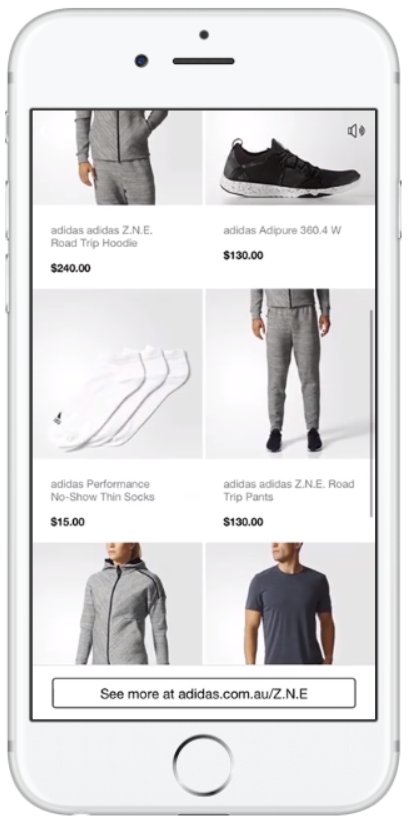 adidas adidas Z.N.E.
Road Trip Hoodie
$240.00
adidas Adipure 360.4 W
$130.00
adidas Performance
No-Show Thin Socks
$15.00
adidas adidas Z.N.E. Road
Trip Pants
$130.00
See more at adidas.com.au/Z.N.E